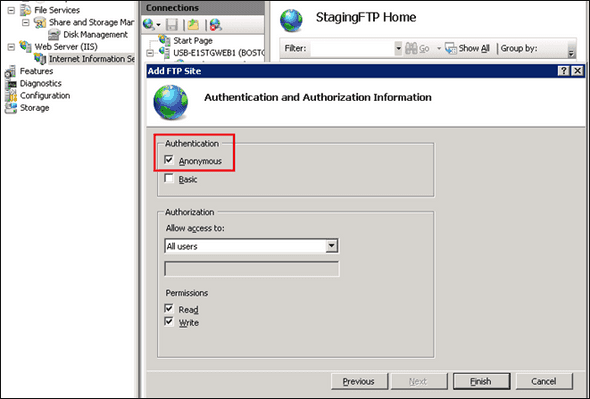 File Services
Share and Storage Mar
Disk Management
Web Server (IIS)
Internet Information Se
Features
Diagnostics
Configuration
Storage
Connections
Start Page
USB-E1STGWEB1 (BOSTO
StagingFTP Home
Filter:
Go
Show All
Group by:
Add FTP Site
? X
Authentication and Authorization Information
Authentication
Anonymous
Basic
Authorization
Allow access to:
All users
Permissions
Read
Write
Previous
Next
Finish
Cancel